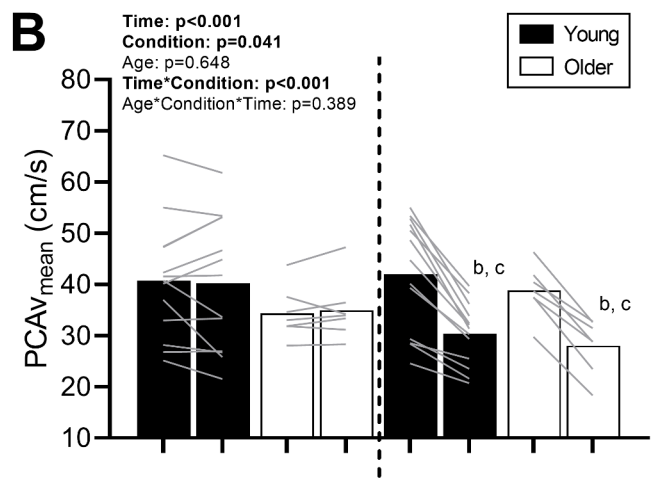 B
Time: p<0.001
Condition: p=0.041
Age: p=0.648
Time*Condition: p<0.001
Age*Condition*Time: p=0.389
Young
Older
PCAvmean (cm/s)
80
70
60
50
40
30
20
10
b, c
b, c